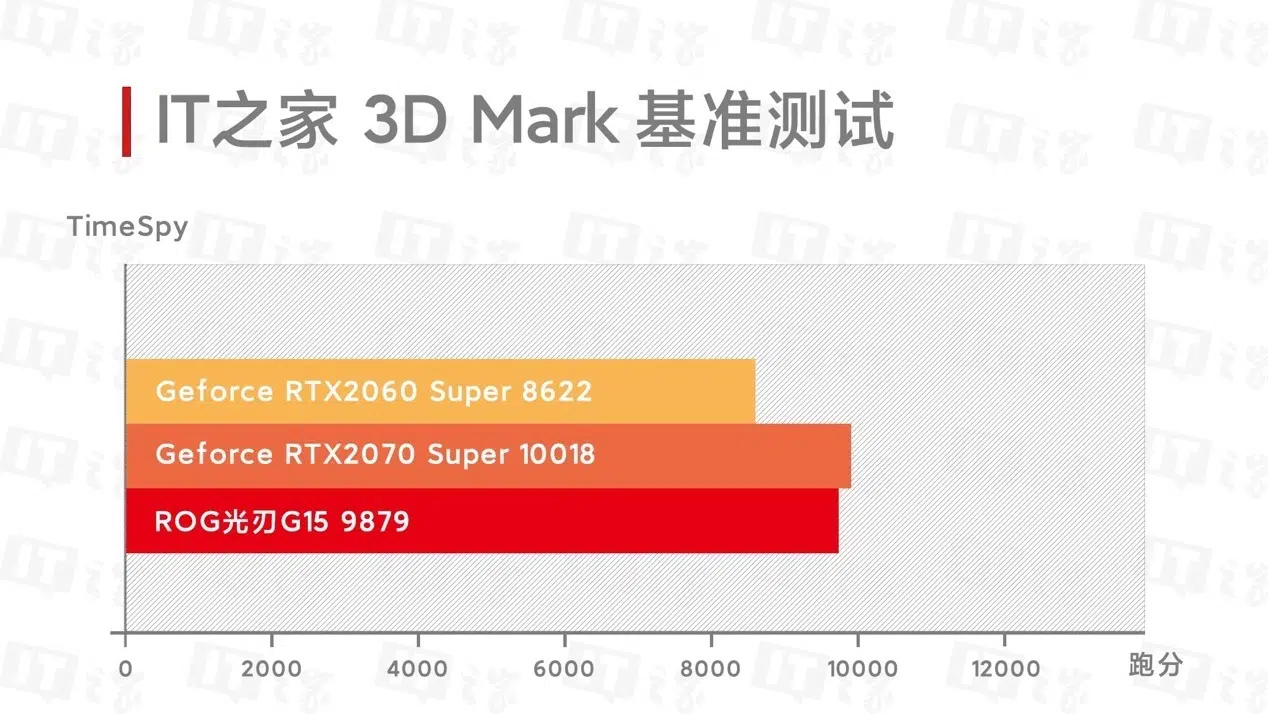 IT之家 3D Mark 基准测试
TimeSpy
Geforce RTX2060 Super 8622
Geforce RTX2070 Super 10018
ROG光刃G15 9879
0 2000 4000 6000 8000 10000 12000 跑分